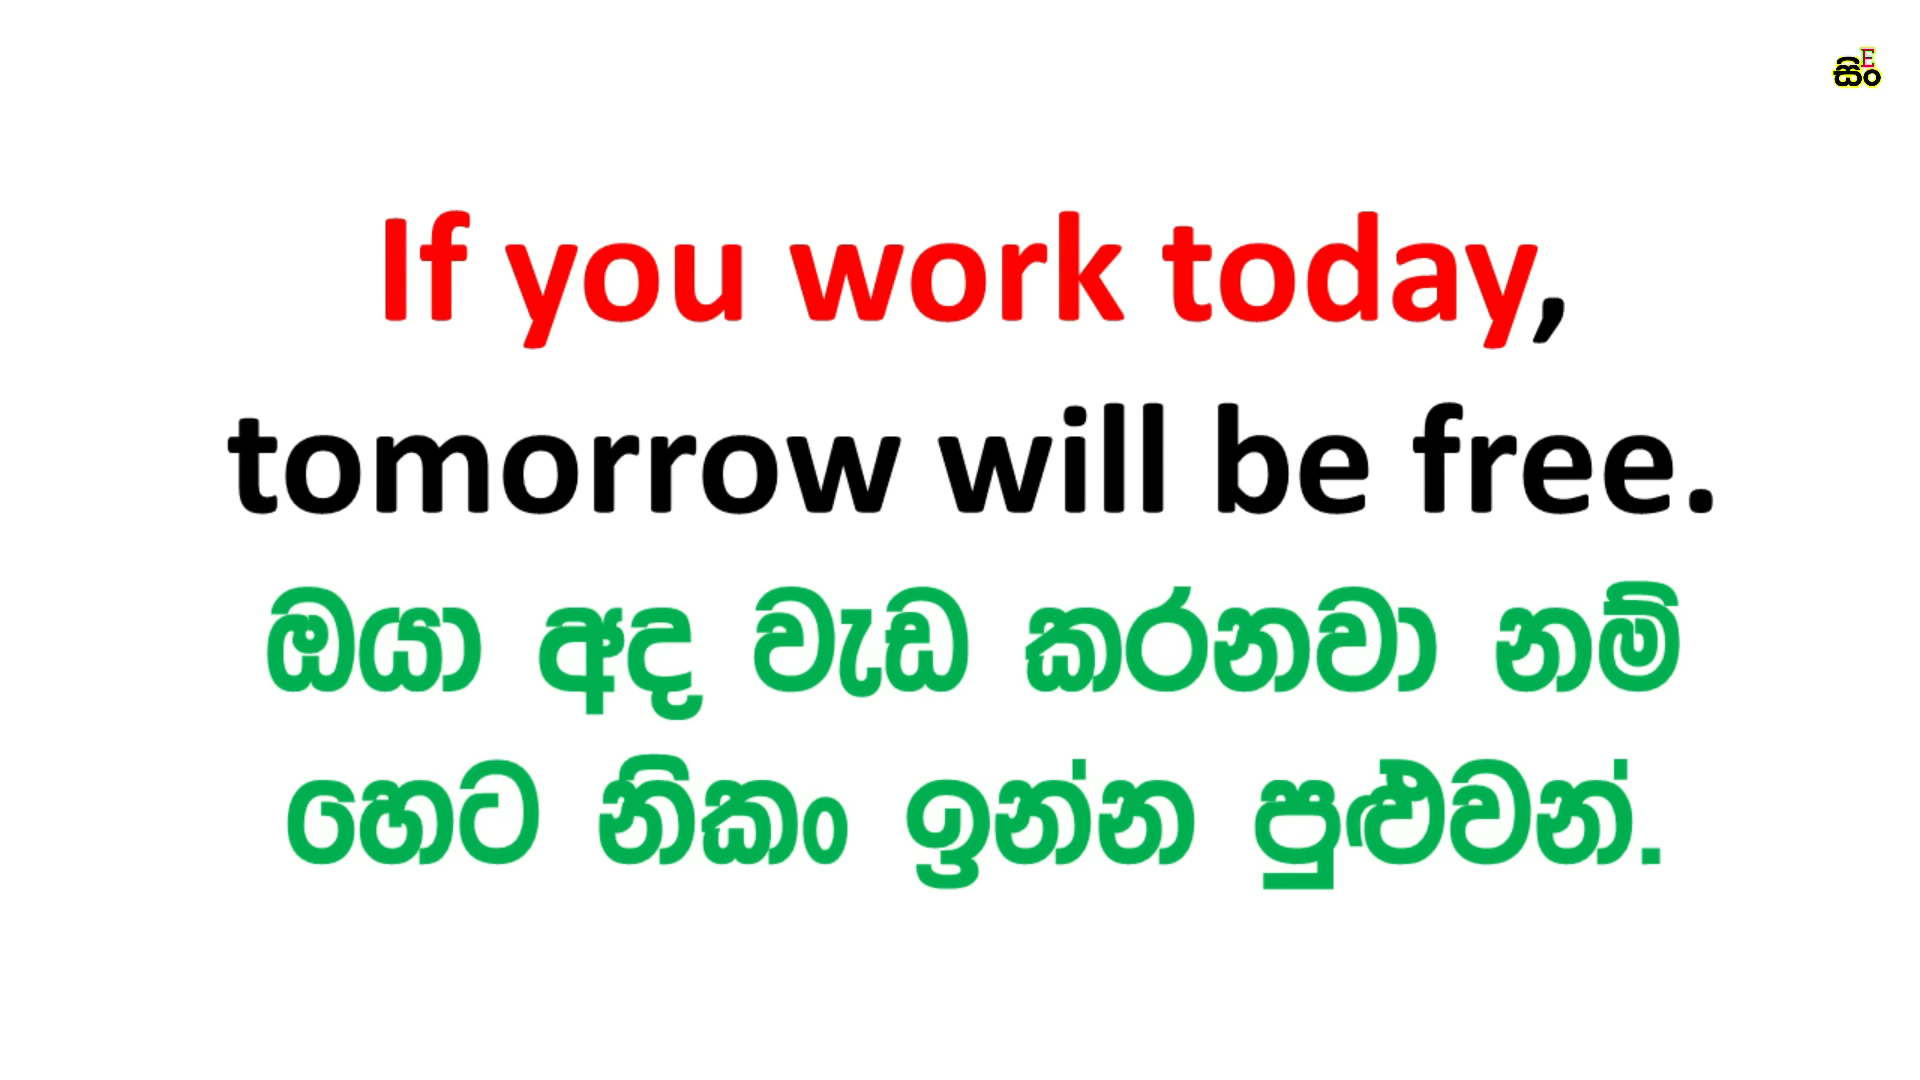 සිංE
If you work today,
tomorrow will be free.
ඔයා අද වැඩ කරනවා නම්
හෙට නිකං ඉන්න පුළුවන්.